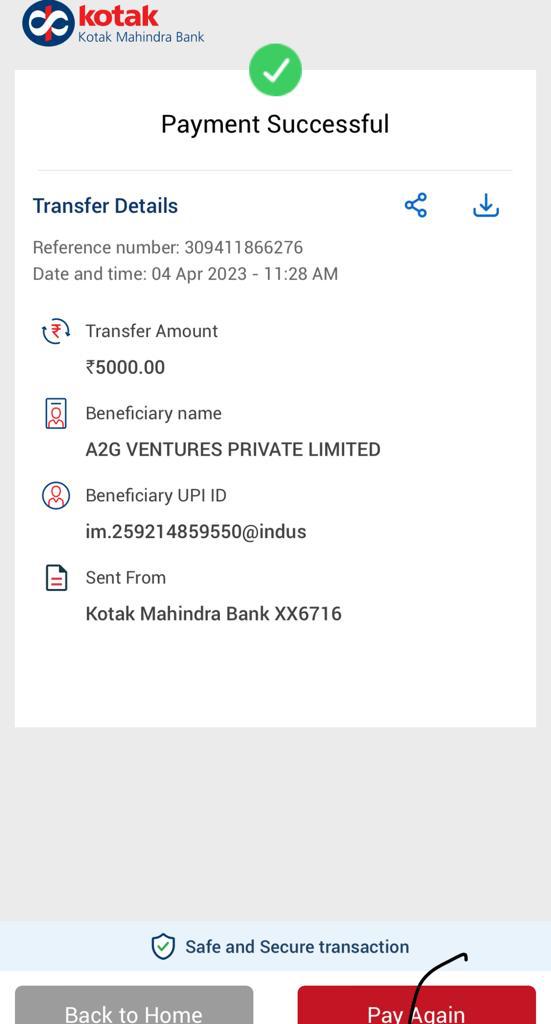 kotak
Kotak Mahindra Bank
Payment Successful
Transfer Details
Reference number: 309411866276
Date and time: 04 Apr 2023 - 11:28 AM
Transfer Amount
₹5000.00
Beneficiary name
A2G VENTURES PRIVATE LIMITED
Beneficiary UPI ID
im.259214859550@indus
Sent From
Kotak Mahindra Bank XX6716
Safe and Secure transaction
Back to Home
Pay Again